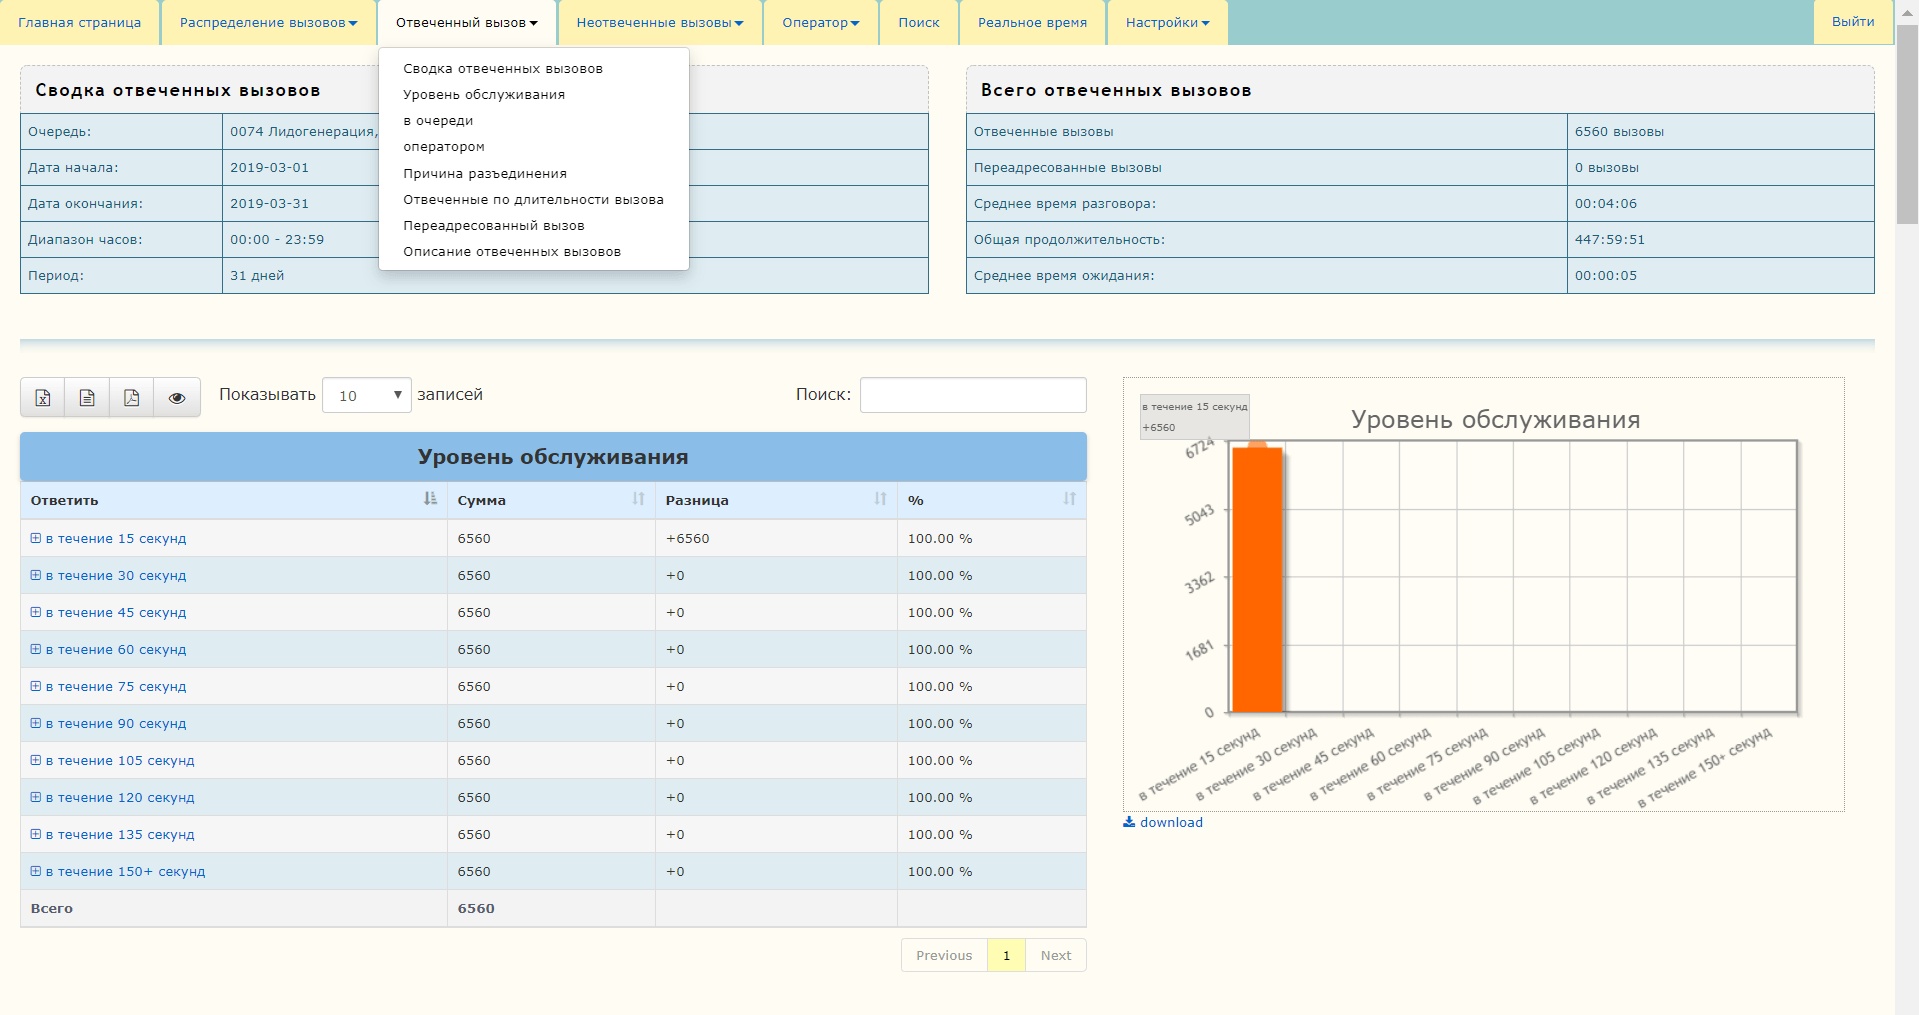 Главная страница
Распределение вызовов
Отвеченный вызов
Неотвеченные вызовы
Оператор
Поиск
Реальное время
Настройки
Выйти
Сводка отвеченных вызовов
Уровень обслуживания
в очереди
оператором
Причина разъединения
Отвеченные по длительности вызова
Переадресованный вызов
Описание отвеченных вызовов
Сводка отвеченных вызовов
Очередь: 0074 Лидогенерация,
Дата начала: 2019-03-01
Дата окончания: 2019-03-31
Диапазон часов: 00:00 - 23:59
Период: 31 дней
Всего отвеченных вызовов
Отвеченные вызовы 6560 вызовы
Переадресованные вызовы 0 вызовы
Среднее время разговора: 00:04:06
Общая продолжительность: 447:59:51
Среднее время ожидания: 00:00:05
Показывать 10 записей
Поиск:
Уровень обслуживания
Ответить Сумма Разница %
в течение 15 секунд 6560 +6560 100.00 %
в течение 30 секунд 6560 +0 100.00 %
в течение 45 секунд 6560 +0 100.00 %
в течение 60 секунд 6560 +0 100.00 %
в течение 75 секунд 6560 +0 100.00 %
в течение 90 секунд 6560 +0 100.00 %
в течение 105 секунд 6560 +0 100.00 %
в течение 120 секунд 6560 +0 100.00 %
в течение 135 секунд 6560 +0 100.00 %
в течение 150+ секунд 6560 +0 100.00 %
Всего 6560
Previous 1 Next
в течение 15 секунд
+6560
Уровень обслуживания
6724
5043
3362
1681
0
в течение 15 секунд
в течение 30 секунд
в течение 45 секунд
в течение 60 секунд
в течение 75 секунд
в течение 90 секунд
в течение 105 секунд
в течение 120 секунд
в течение 135 секунд
в течение 150+ секунд
download